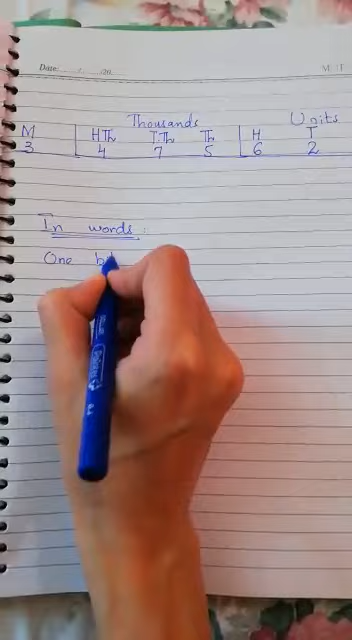 Date: / /20
M T
Thousands Units
M HTh TTh Th H T
3 4 7 5 6 2
In words:
One b